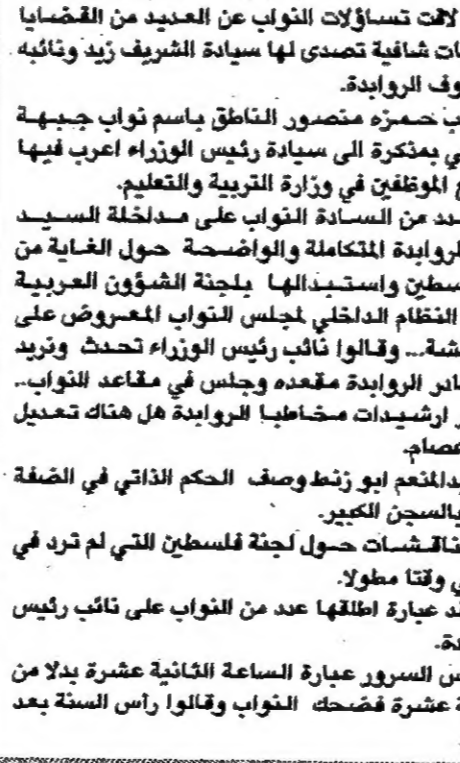 لاقت تساؤلات النواب عن العديد من القضايا
ات شافية تصدى لها سيادة الشريف زيد ونائبه
وف الروابدة.
ب حمزه منصور الناطق باسم نواب جبهة
ي بمذكرة الى سيادة رئيس الوزراء اعرب فيها
ع الموظفين في وزارة التربية والتعليم.
دد من السادة النواب على مداخلة السيد
لروابدة المتكاملة والواضحة حول الغاية من
سطين واستبدالها بلجنة الشؤون العربية
النظام الداخلي لمجلس النواب المعروض على
شة... وقالوا نائب رئيس الوزراء تحدث ونريد
ادر الروابدة مقعده وجلس في مقاعد النواب..
ر ارشيدات مخاطبا الروابدة هل هناك تعديل
عصام.
بدالمنعم ابو زنط وصف الحكم الذاتي في الضفة
بالسجن الكبير.
ناقشات حول لجنة فلسطين التي لم ترد في
ي وقتا مطولا.
ند عبارة اطلقها عدد من النواب على نائب رئيس
دة.
س السرور عبارة الساعة الثانية عشرة بدلا من
ة عشرة فضحك النواب وقالوا رأس السنة بعد